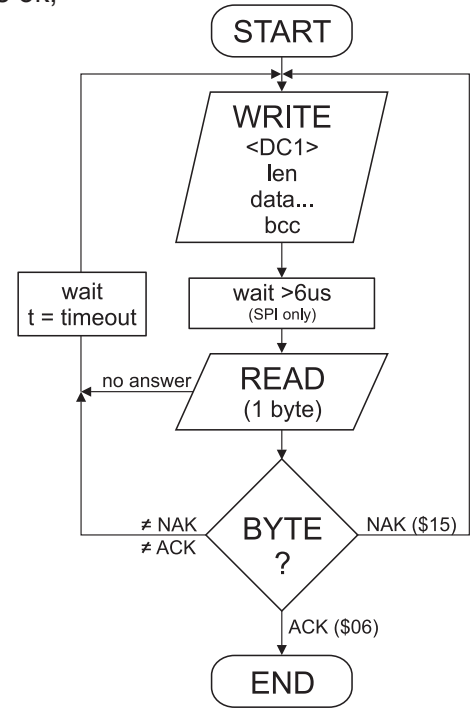 START
WRITE
<DC1>
len
data...
bcc
wait
t = timeout
wait >6us
(SPI only)
no answer
READ
(1 byte)
≠ NAK
≠ ACK
BYTE
?
NAK ($15)
ACK ($06)
END